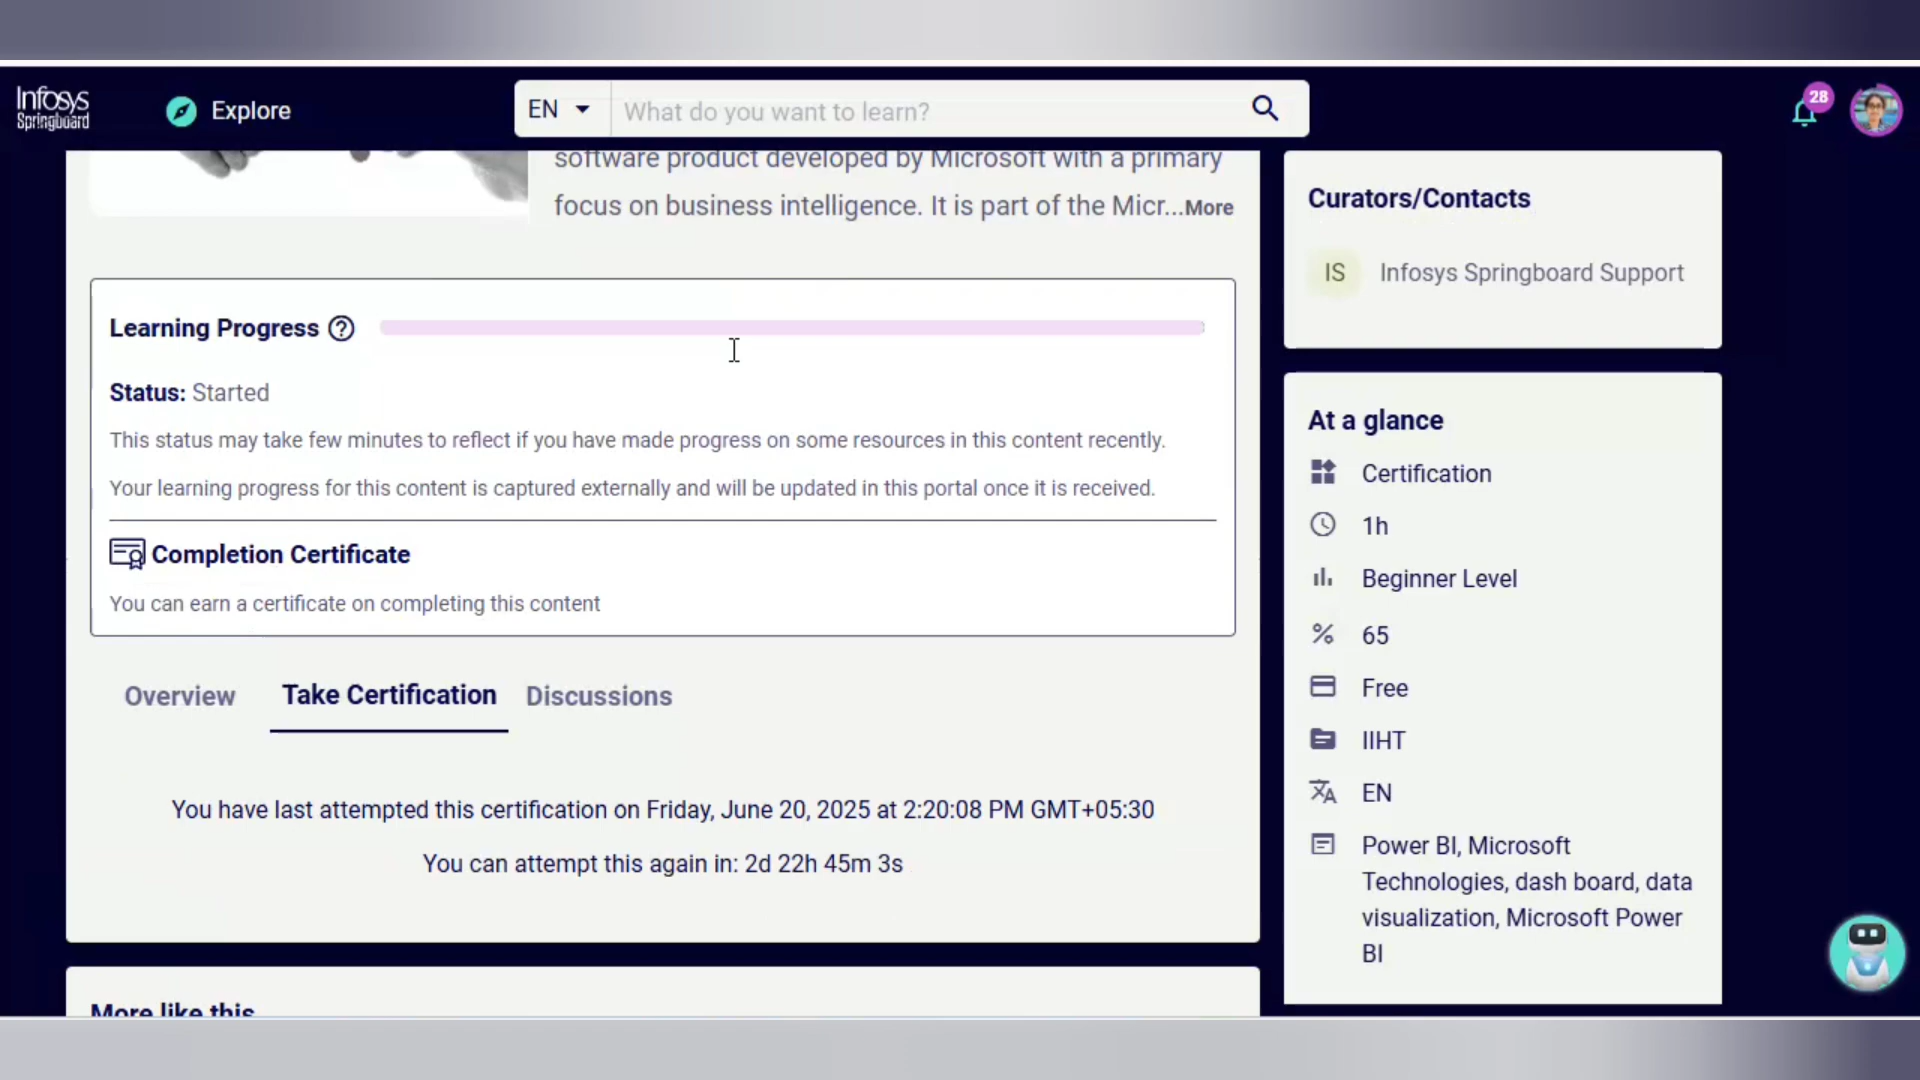 Infosys
Springboard
Explore
EN
What do you want to learn?
28
software product developed by Microsoft with a primary
focus on business intelligence. It is part of the Micr...More
Learning Progress
Status: Started
This status may take few minutes to reflect if you have made progress on some resources in this content recently.
Your learning progress for this content is captured externally and will be updated in this portal once it is received.
Completion Certificate
You can earn a certificate on completing this content
Overview
Take Certification
Discussions
You have last attempted this certification on Friday, June 20, 2025 at 2:20:08 PM GMT+05:30
You can attempt this again in: 2d 22h 45m 3s
More like this
Curators/Contacts
IS
Infosys Springboard Support
At a glance
Certification
1h
Beginner Level
% 65
Free
IIHT
EN
Power BI, Microsoft
Technologies, dash board, data
visualization, Microsoft Power
BI